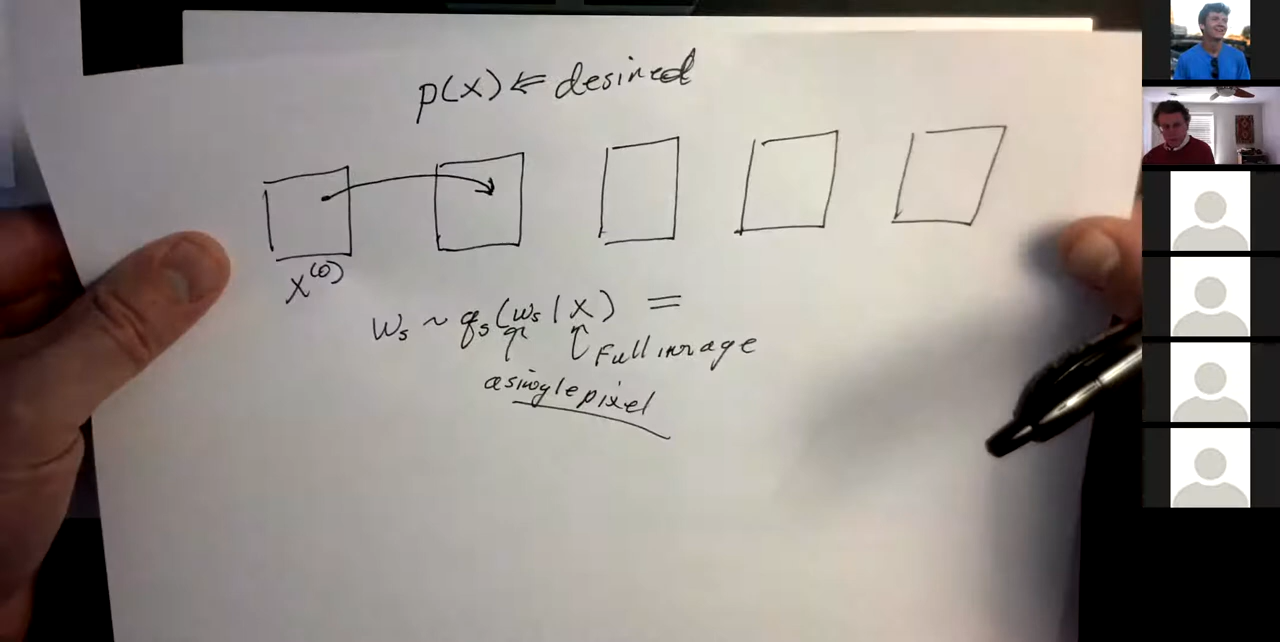 p(x) ⇐ desired
X^(0)
W_s ~ q_s(w_s | x) =
Full image
a single pixel